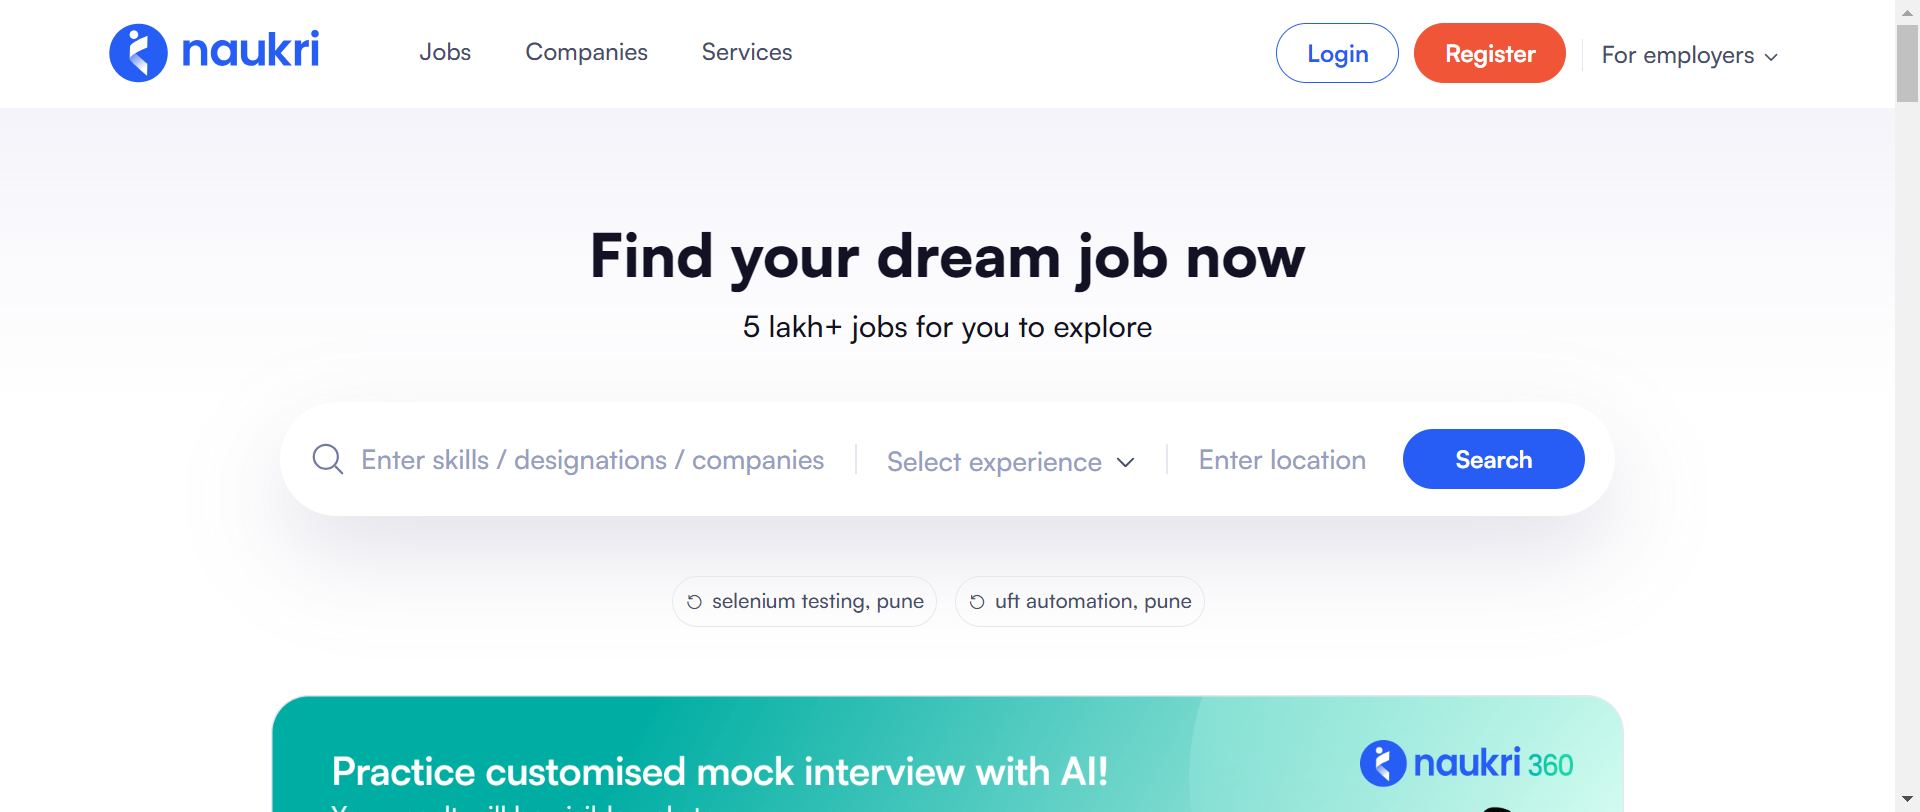 naukri
Jobs Companies Services
Login Register For employers
Find your dream job now
5 lakh+ jobs for you to explore
Enter skills / designations / companies Select experience Enter location Search
selenium testing, pune uft automation, pune
Practice customised mock interview with AI!
naukri 360